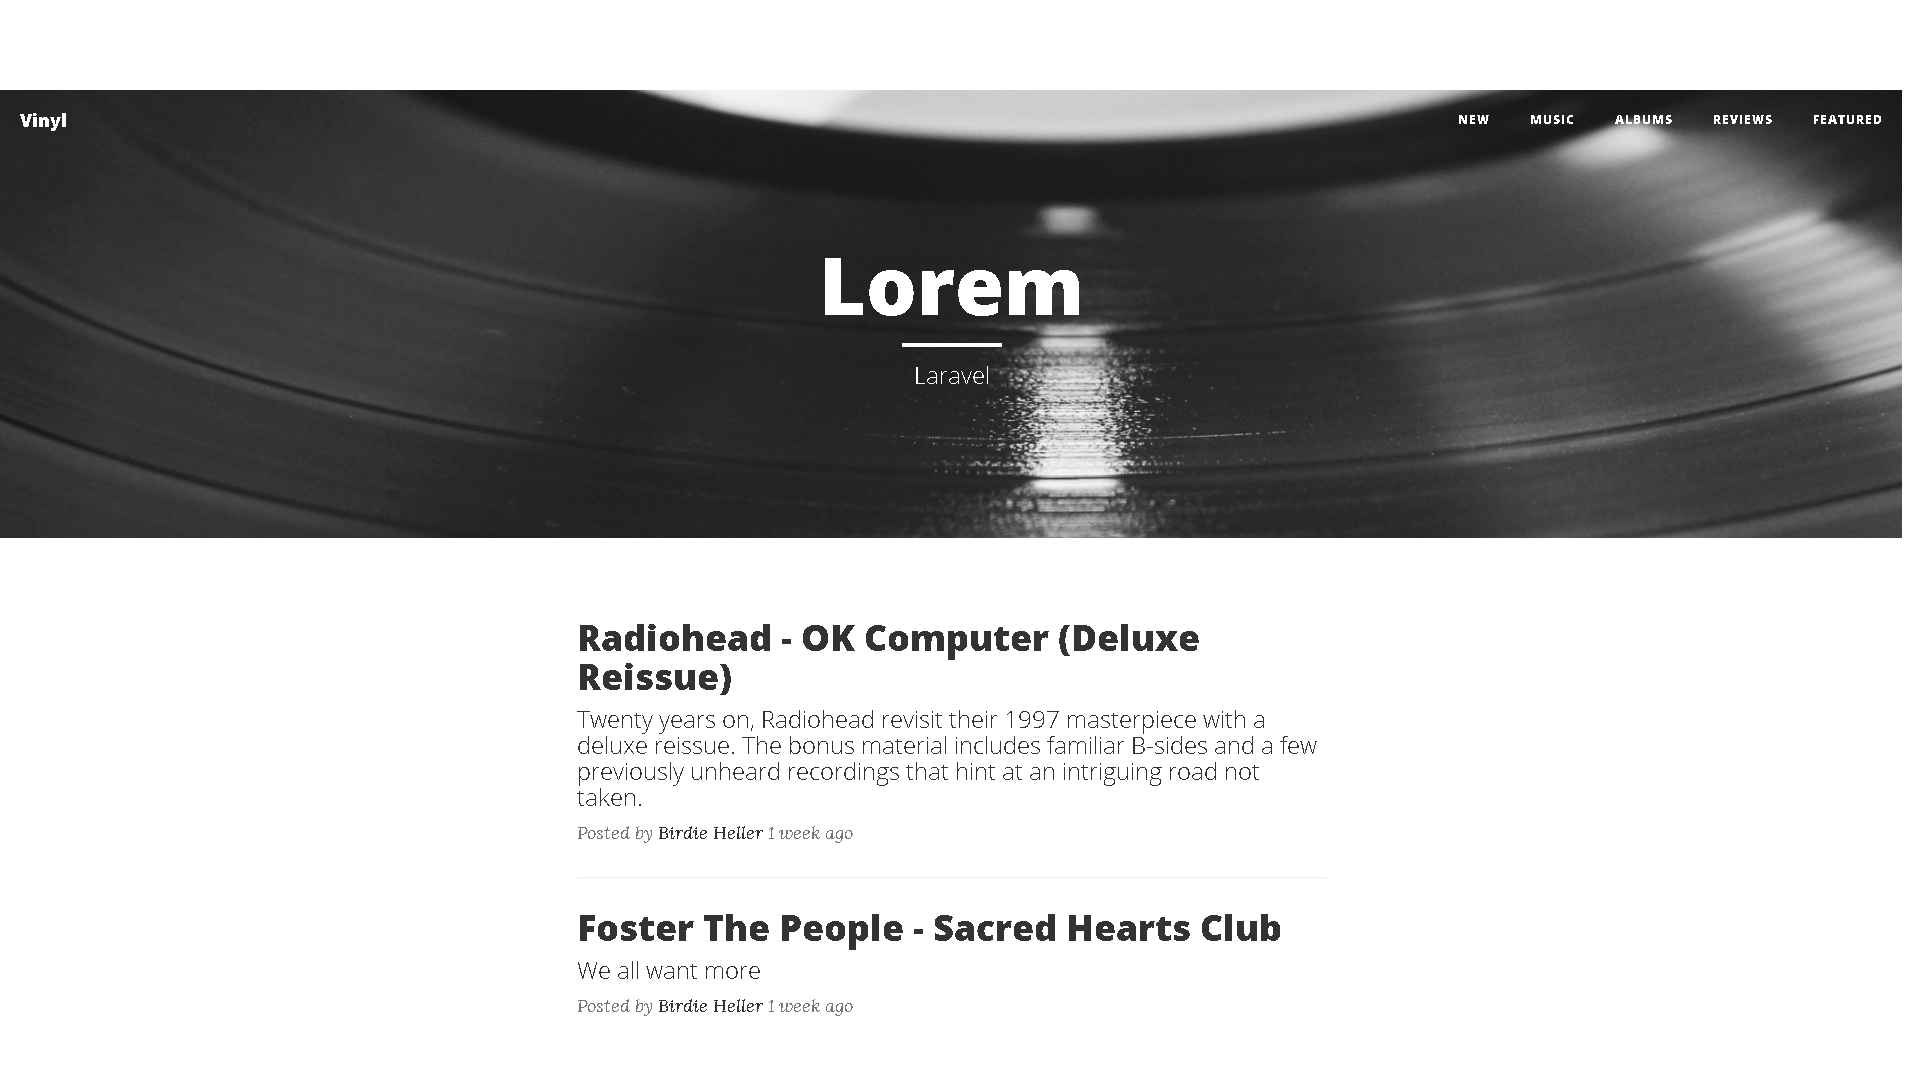 Vinyl
NEW MUSIC ALBUMS REVIEWS FEATURED
Lorem
Laravel
Radiohead - OK Computer (Deluxe
Reissue)
Twenty years on, Radiohead revisit their 1997 masterpiece with a
deluxe reissue. The bonus material includes familiar B-sides and a few
previously unheard recordings that hint at an intriguing road not
taken.
Posted by Birdie Heller 1 week ago
Foster The People - Sacred Hearts Club
We all want more
Posted by Birdie Heller 1 week ago